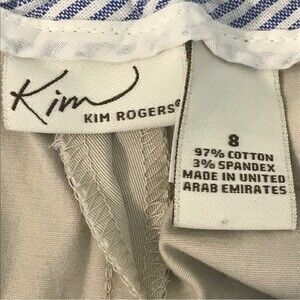 Kim
KIM ROGERS®
8
97% COTTON
3% SPANDEX
MADE IN UNITED
ARAB EMIRATES